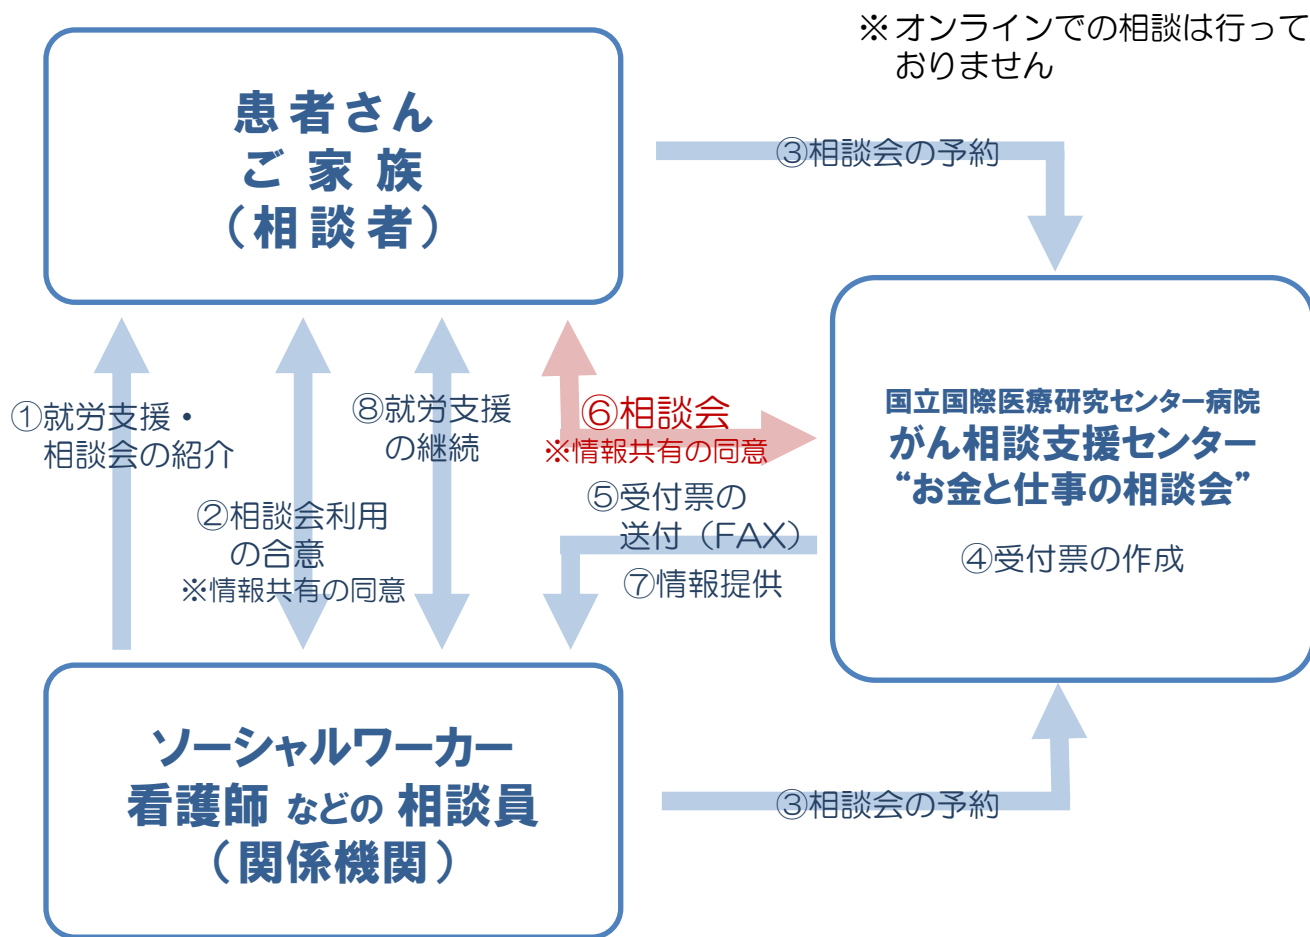 ※オンラインでの相談は行って
おりません
患者さん
ご家族
（相談者）
③相談会の予約
①就労支援・
相談会の紹介
②相談会利用
の合意
※情報共有の同意
⑧就労支援
の継続
⑥相談会
※情報共有の同意
⑤受付票の
送付（FAX）
⑦情報提供
国立国際医療研究センター病院
がん相談支援センター
“お金と仕事の相談会”
④受付票の作成
ソーシャルワーカー
看護師 などの 相談員
（関係機関）
③相談会の予約